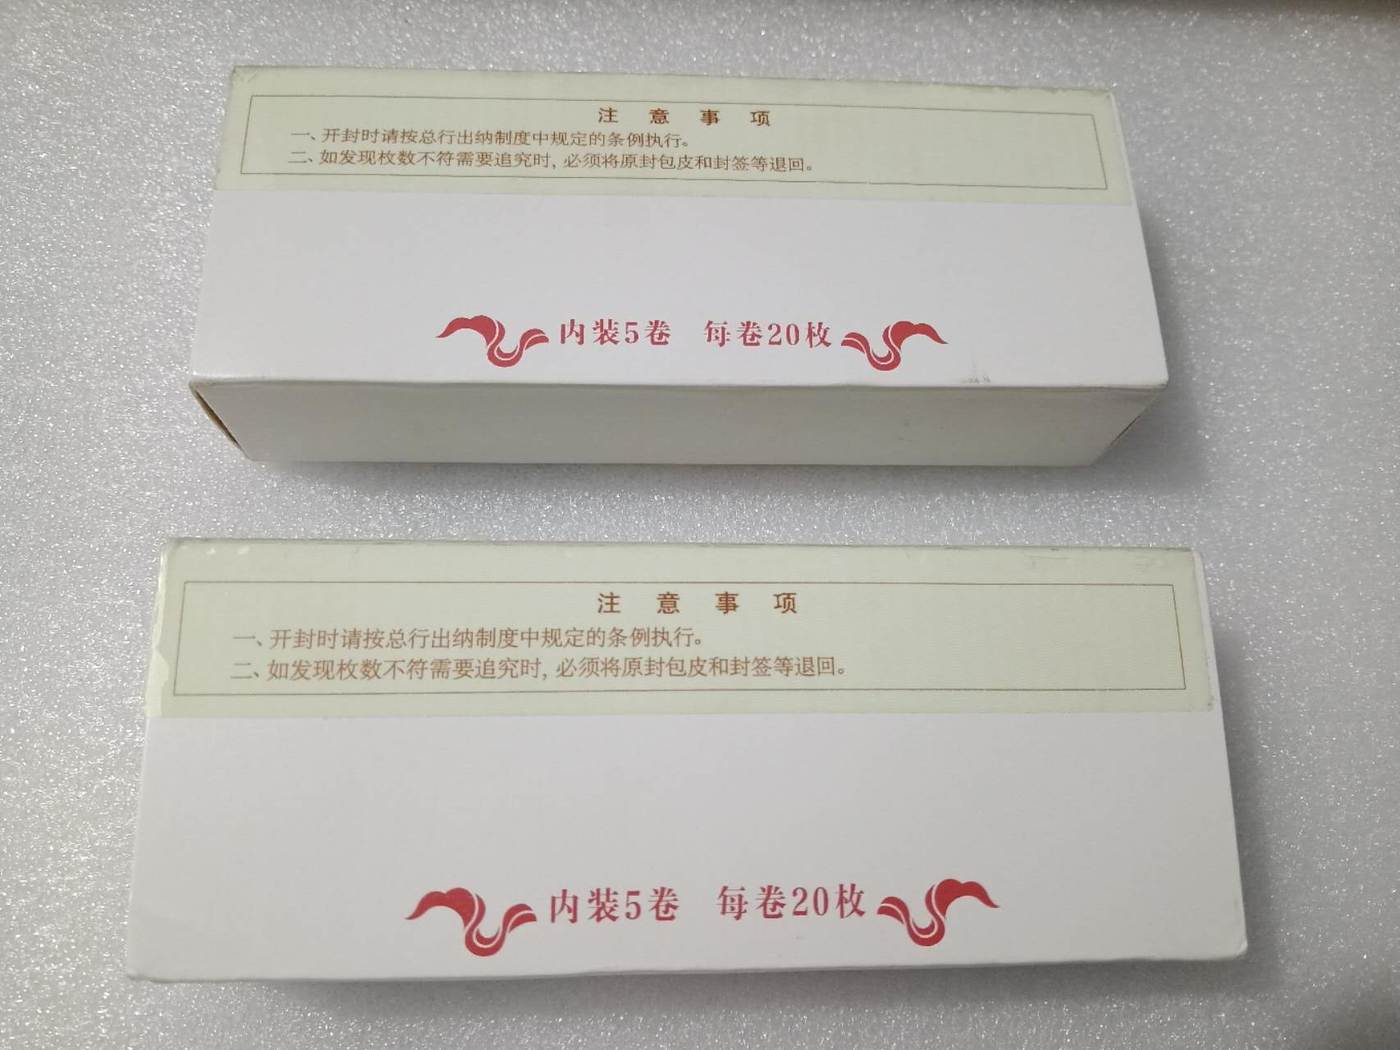 注意事项
一、开封时请按总行出纳制度中规定的条例执行。
二、如发现枚数不符需要追究时,必须将原封包皮和封签等退回。
内装5卷 每卷20枚
注意事项
一、开封时请按总行出纳制度中规定的条例执行。
二、如发现枚数不符需要追究时,必须将原封包皮和封签等退回。
内装5卷 每卷20枚